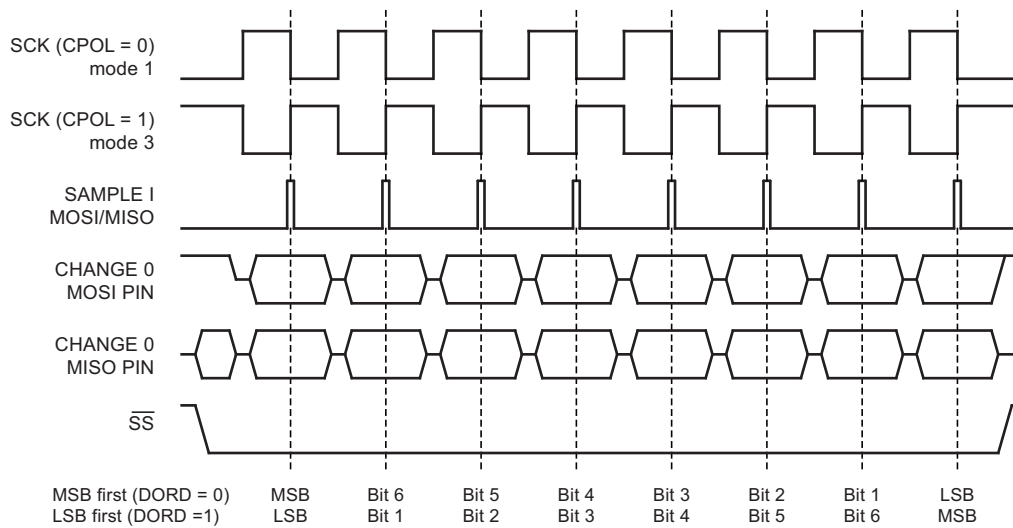 SCK (CPOL = 0)
mode 1
SCK (CPOL = 1)
mode 3
SAMPLE I
MOSI/MISO
CHANGE 0
MOSI PIN
CHANGE 0
MISO PIN
SS
MSB first (DORD = 0) MSB Bit 6 Bit 5 Bit 4 Bit 3 Bit 2 Bit 1 LSB
LSB first (DORD =1) LSB Bit 1 Bit 2 Bit 3 Bit 4 Bit 5 Bit 6 MSB